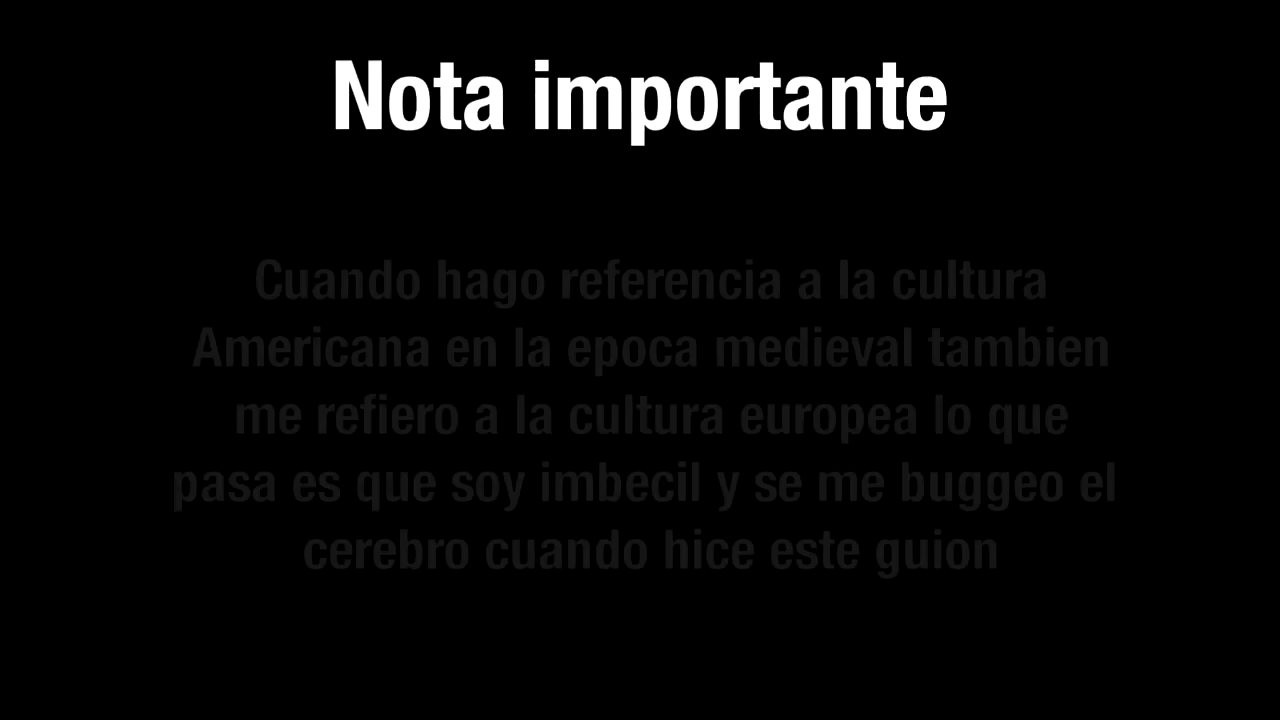 Nota importante
Cuando hago referencia a la cultura
Americana en la epoca medieval tambien
me refiero a la cultura europea lo que
pasa es que soy imbecil y se me buggeo el
cerebro cuando hice este guion